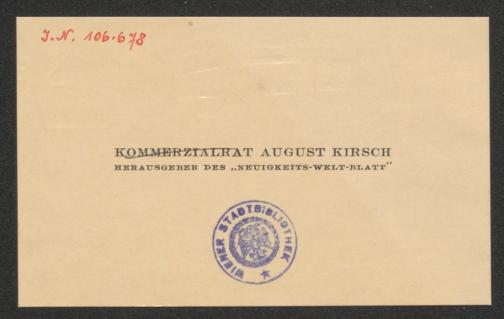 I.N. 106.678
KOMMERZIALRAT AUGUST KIRSCH
HERAUSGEBER DES „NEUIGKEITS-WELT-BLATT"
WIENER STADTBIBLIOTHEK